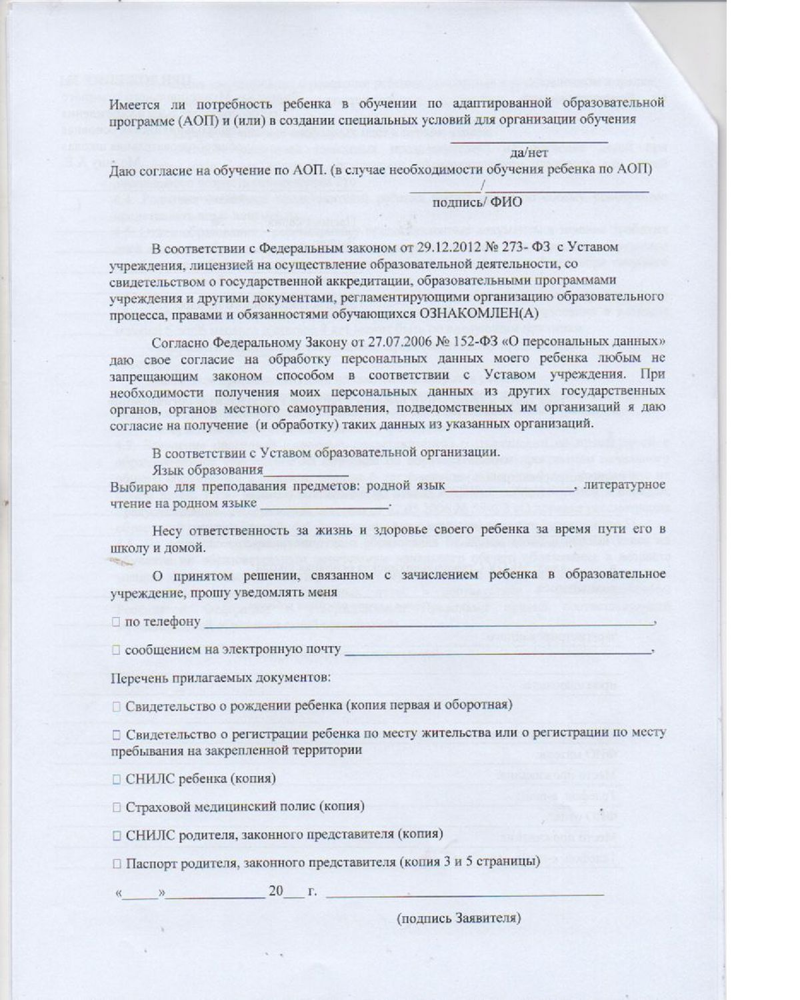 Имеется ли потребность ребенка в обучении по адаптированной образовательной
программе (АОП) и (или) в создании специальных условий для организации обучения
да/нет
Даю согласие на обучение по АОП. (в случае необходимости обучения ребенка по АОП)
__________/________________________
подпись/ ФИО
В соответствии с Федеральным законом от 29.12.2012 № 273- ФЗ с Уставом
учреждения, лицензией на осуществление образовательной деятельности, со
свидетельством о государственной аккредитации, образовательными программами
учреждения и другими документами, регламентирующими организацию образовательного
процесса, правами и обязанностями обучающихся ОЗНАКОМЛЕН(А)
Согласно Федеральному Закону от 27.07.2006 № 152-ФЗ «О персональных данных»
даю свое согласие на обработку персональных данных моего ребенка любым не
запрещающим законом способом в соответствии с Уставом учреждения. При
необходимости получения моих персональных данных из других государственных
органов, органов местного самоуправления, подведомственных им организаций я даю
согласие на получение (и обработку) таких данных из указанных организаций.
В соответствии с Уставом образовательной организации.
Язык образования____________
Выбираю для преподавания предметов: родной язык__________________, литературное
чтение на родном языке __________________.
Несу ответственность за жизнь и здоровье своего ребенка за время пути его в
школу и домой.
О принятом решении, связанном с зачислением ребенка в образовательное
учреждение, прошу уведомлять меня
□ по телефону ________________________________________________,
□ сообщением на электронную почту ________________________________,
Перечень прилагаемых документов:
□ Свидетельство о рождении ребенка (копия первая и оборотная)
□ Свидетельство о регистрации ребенка по месту жительства или о регистрации по месту
пребывания на закрепленной территории
□ СНИЛС ребенка (копия)
□ Страховой медицинский полис (копия)
□ СНИЛС родителя, законного представителя (копия)
□ Паспорт родителя, законного представителя (копия 3 и 5 страницы)
«_____»______________ 20___ г. ________________________________
(подпись Заявителя)